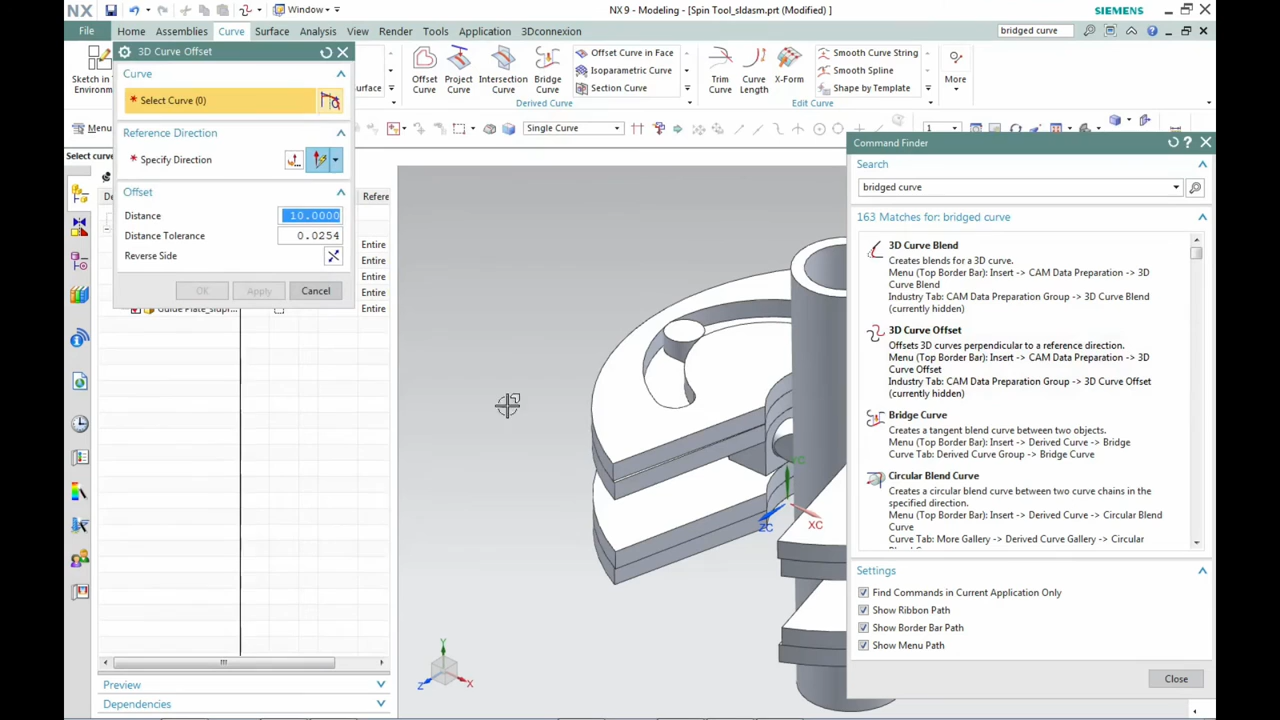 NX
Window
NX 9 - Modeling - [Spin Tool_sldasm.prt (Modified) ]
SIEMENS
File
Home
Assemblies
Curve
Surface
Analysis
View
Render
Tools
Application
3Dconnexion
bridged curve
Sketch in
Environm
Offset
Curve
Project
Curve
Intersection
Curve
Bridge
Curve
Offset Curve in Face
Isoparametric Curve
Section Curve
Derived Curve
Trim
Curve
Curve
Length
X-Form
Smooth Curve String
Smooth Spline
Shape by Template
Edit Curve
More
Menu
Single Curve
1
Select curve
3D Curve Offset
Curve
* Select Curve (0)
Reference Direction
* Specify Direction
Offset
Distance
10.0000
Distance Tolerance
0.0254
Reverse Side
OK
Apply
Cancel
Refere
Entire
Entire
Entire
Entire
Entire
Preview
Dependencies
YC
XC
ZC
Y
X
Z
Command Finder
Search
bridged curve
163 Matches for: bridged curve
3D Curve Blend
Creates blends for a 3D curve.
Menu (Top Border Bar): Insert -> CAM Data Preparation -> 3D
Curve Blend
Industry Tab: CAM Data Preparation Group -> 3D Curve Blend
(currently hidden)
3D Curve Offset
Offsets 3D curves perpendicular to a reference direction.
Menu (Top Border Bar): Insert -> CAM Data Preparation -> 3D
Curve Offset
Industry Tab: CAM Data Preparation Group -> 3D Curve Offset
(currently hidden)
Bridge Curve
Creates a tangent blend curve between two objects.
Menu (Top Border Bar): Insert -> Derived Curve -> Bridge
Curve Tab: Derived Curve Group -> Bridge Curve
Circular Blend Curve
Creates a circular blend curve between two curve chains in the
specified direction.
Menu (Top Border Bar): Insert -> Derived Curve -> Circular Blend
Curve
Curve Tab: More Gallery -> Derived Curve Gallery -> Circular
Settings
Find Commands in Current Application Only
Show Ribbon Path
Show Border Bar Path
Show Menu Path
Close